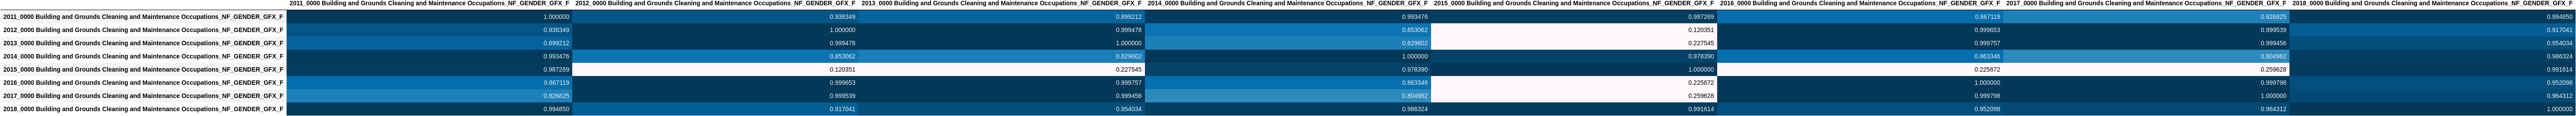 2011_0000 Building and Grounds Cleaning and Maintenance Occupations_NF_GENDER_GFX_F 2012_0000 Building and Grounds Cleaning and Maintenance Occupations_NF_GENDER_GFX_F 2013_0000 Building and Grounds Cleaning and Maintenance Occupations_NF_GENDER_GFX_F 2014_0000 Building and Grounds Cleaning and Maintenance Occupations_NF_GENDER_GFX_F 2015_0000 Building and Grounds Cleaning and Maintenance Occupations_NF_GENDER_GFX_F 2016_0000 Building and Grounds Cleaning and Maintenance Occupations_NF_GENDER_GFX_F 2017_0000 Building and Grounds Cleaning and Maintenance Occupations_NF_GENDER_GFX_F 2018_0000 Building and Grounds Cleaning and Maintenance Occupations_NF_GENDER_GFX_F
2011_0000 Building and Grounds Cleaning and Maintenance Occupations_NF_GENDER_GFX_F 1.000000 0.938349 0.899212 0.993476 0.987269 0.867119 0.826825 0.994850
2012_0000 Building and Grounds Cleaning and Maintenance Occupations_NF_GENDER_GFX_F 0.938349 1.000000 0.999478 0.853062 0.120351 0.999653 0.999539 0.917041
2013_0000 Building and Grounds Cleaning and Maintenance Occupations_NF_GENDER_GFX_F 0.899212 0.999478 1.000000 0.829602 0.227545 0.999757 0.999456 0.954034
2014_0000 Building and Grounds Cleaning and Maintenance Occupations_NF_GENDER_GFX_F 0.993476 0.853062 0.829602 1.000000 0.978390 0.863346 0.804962 0.986324
2015_0000 Building and Grounds Cleaning and Maintenance Occupations_NF_GENDER_GFX_F 0.987269 0.120351 0.227545 0.978390 1.000000 0.225672 0.259628 0.991614
2016_0000 Building and Grounds Cleaning and Maintenance Occupations_NF_GENDER_GFX_F 0.867119 0.999653 0.999757 0.863346 0.225672 1.000000 0.999798 0.952098
2017_0000 Building and Grounds Cleaning and Maintenance Occupations_NF_GENDER_GFX_F 0.826825 0.999539 0.999456 0.804962 0.259628 0.999798 1.000000 0.964312
2018_0000 Building and Grounds Cleaning and Maintenance Occupations_NF_GENDER_GFX_F 0.994850 0.917041 0.954034 0.986324 0.991614 0.952098 0.964312 1.000000